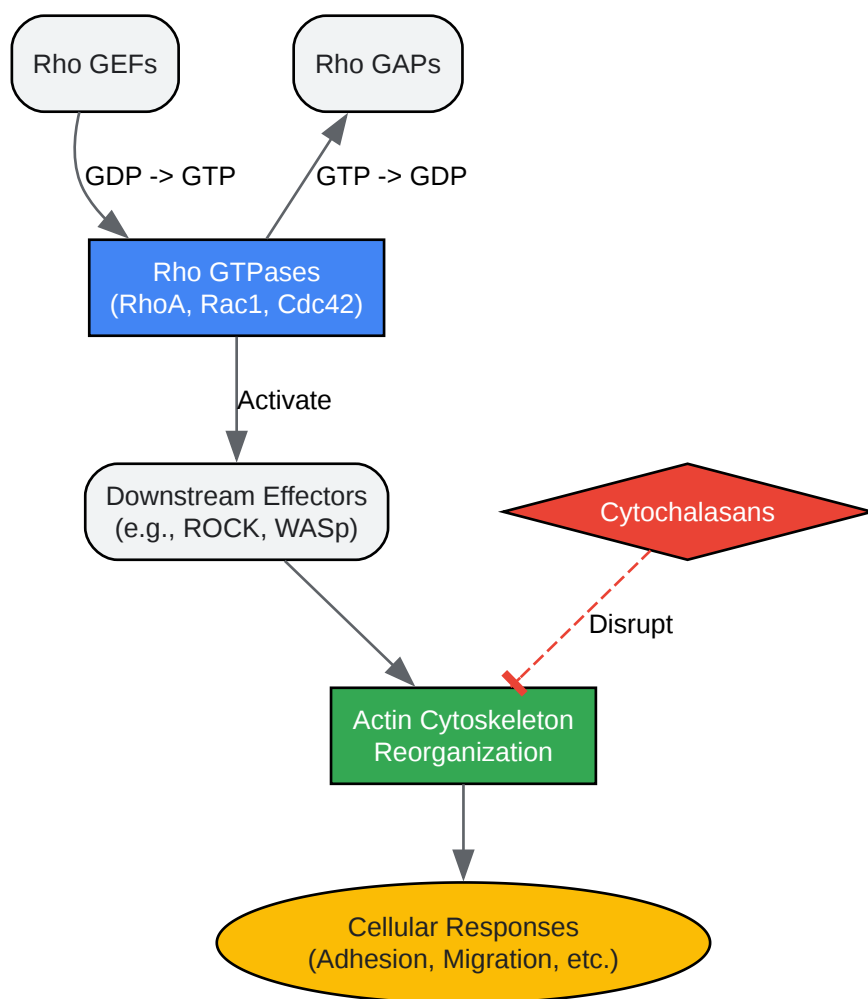 Rho GEFs
Rho GAPs
GDP -> GTP
GTP -> GDP
Rho GTPases
(RhoA, Rac1, Cdc42)
Activate
Downstream Effectors
(e.g., ROCK, WASp)
Cytochalasans
Disrupt
Actin Cytoskeleton
Reorganization
Cellular Responses
(Adhesion, Migration, etc.)